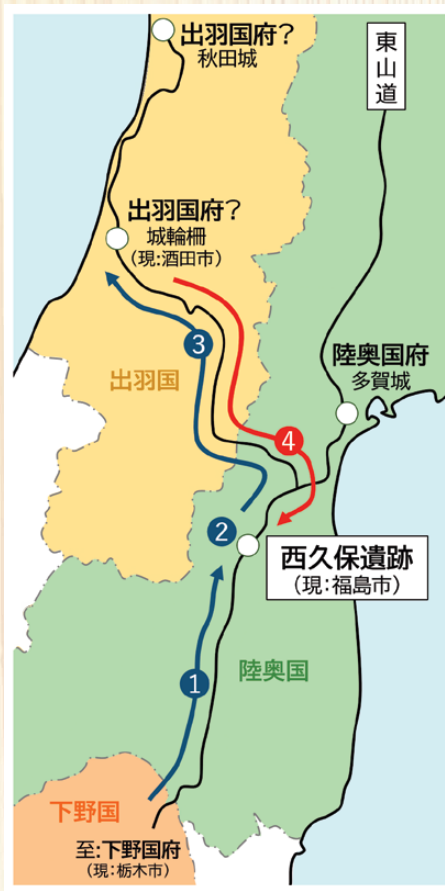 出羽国府?
秋田城
東山道
出羽国府?
城輪柵
(現:酒田市)
3
陸奥国府
多賀城
出羽国
4
2
西久保遺跡
(現:福島市)
1
陸奥国
下野国
至:下野国府
(現:栃木市)